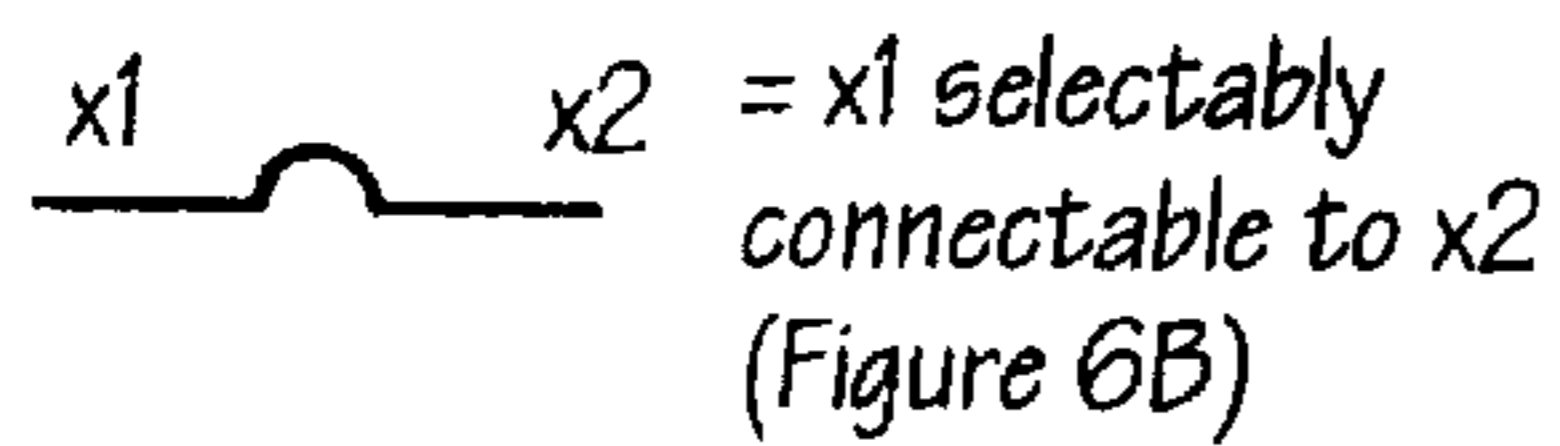 x1 x2 = x1 selectably
connectable to x2
(Figure 6B)